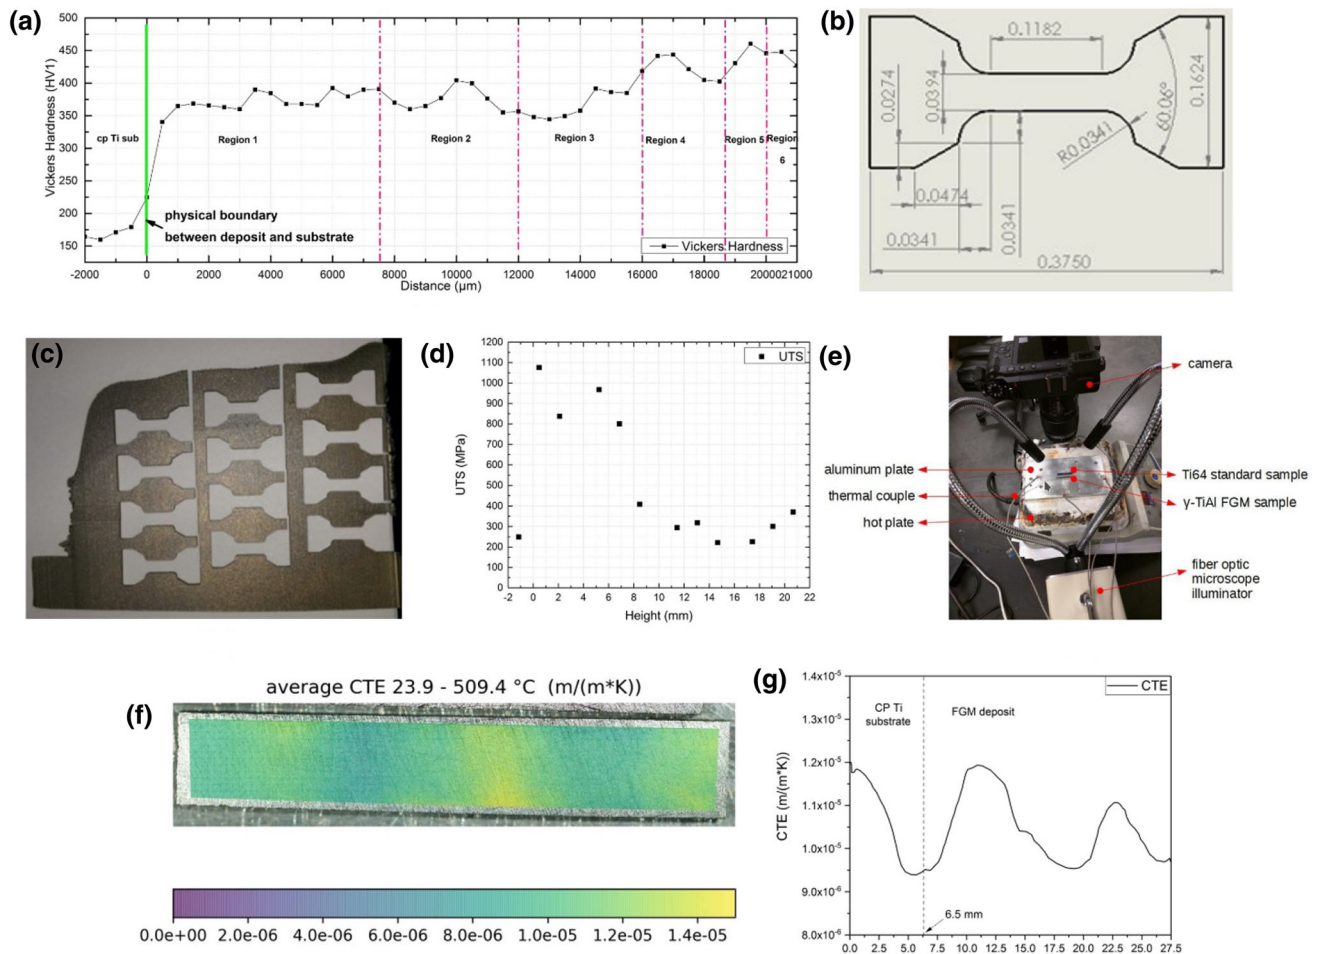 (a)
500
450
400
350
300
250
200
150
Vickers Hardness (HV1)
cp Ti sub
Region 1
Region 2
Region 3
Region 4
Region 5
Region
6
physical boundary
between deposit and substrate
Vickers Hardness
-2000 0 2000 4000 6000 8000 10000 12000 14000 16000 18000 20000 21000
Distance (µm)
(b)
0.1182
0.0274
0.0394
60.06°
0.1624
R0.0341
0.0474
0.0341
0.0341
0.3750
(c)
(d)
1200
1100
1000
900
800
700
600
500
400
300
200
100
0
UTS (MPa)
UTS
-2 0 2 4 6 8 10 12 14 16 18 20 22
Height (mm)
(e)
camera
aluminum plate
thermal couple
hot plate
Ti64 standard sample
γ-TiAl FGM sample
fiber optic
microscope
illuminator
(f)
average CTE 23.9 - 509.4 °C (m/(m*K))
0.0e+00 2.0e-06 4.0e-06 6.0e-06 8.0e-06 1.0e-05 1.2e-05 1.4e-05
(g)
1.4x10⁻⁵
1.3x10⁻⁵
1.2x10⁻⁵
1.1x10⁻⁵
1.0x10⁻⁵
9.0x10⁻⁶
8.0x10⁻⁶
CTE (m/(m*K))
CP Ti
substrate
FGM deposit
CTE
6.5 mm
0.0 2.5 5.0 7.5 10.0 12.5 15.0 17.5 20.0 22.5 25.0 27.5